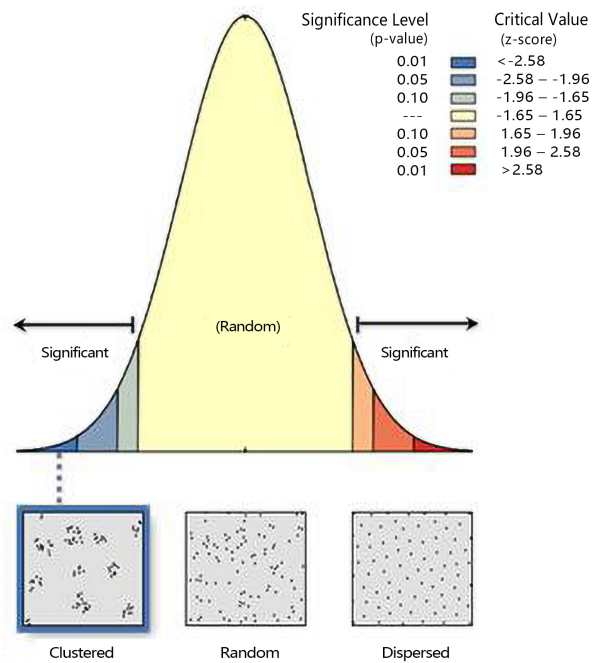 Significance Level Critical Value
(p-value) (z-score)
0.01 <-2.58
0.05 -2.58 – -1.96
0.10 -1.96 – -1.65
--- -1.65 – 1.65
0.10 1.65 – 1.96
0.05 1.96 – 2.58
0.01 >2.58
(Random)
Significant Significant
Clustered Random Dispersed